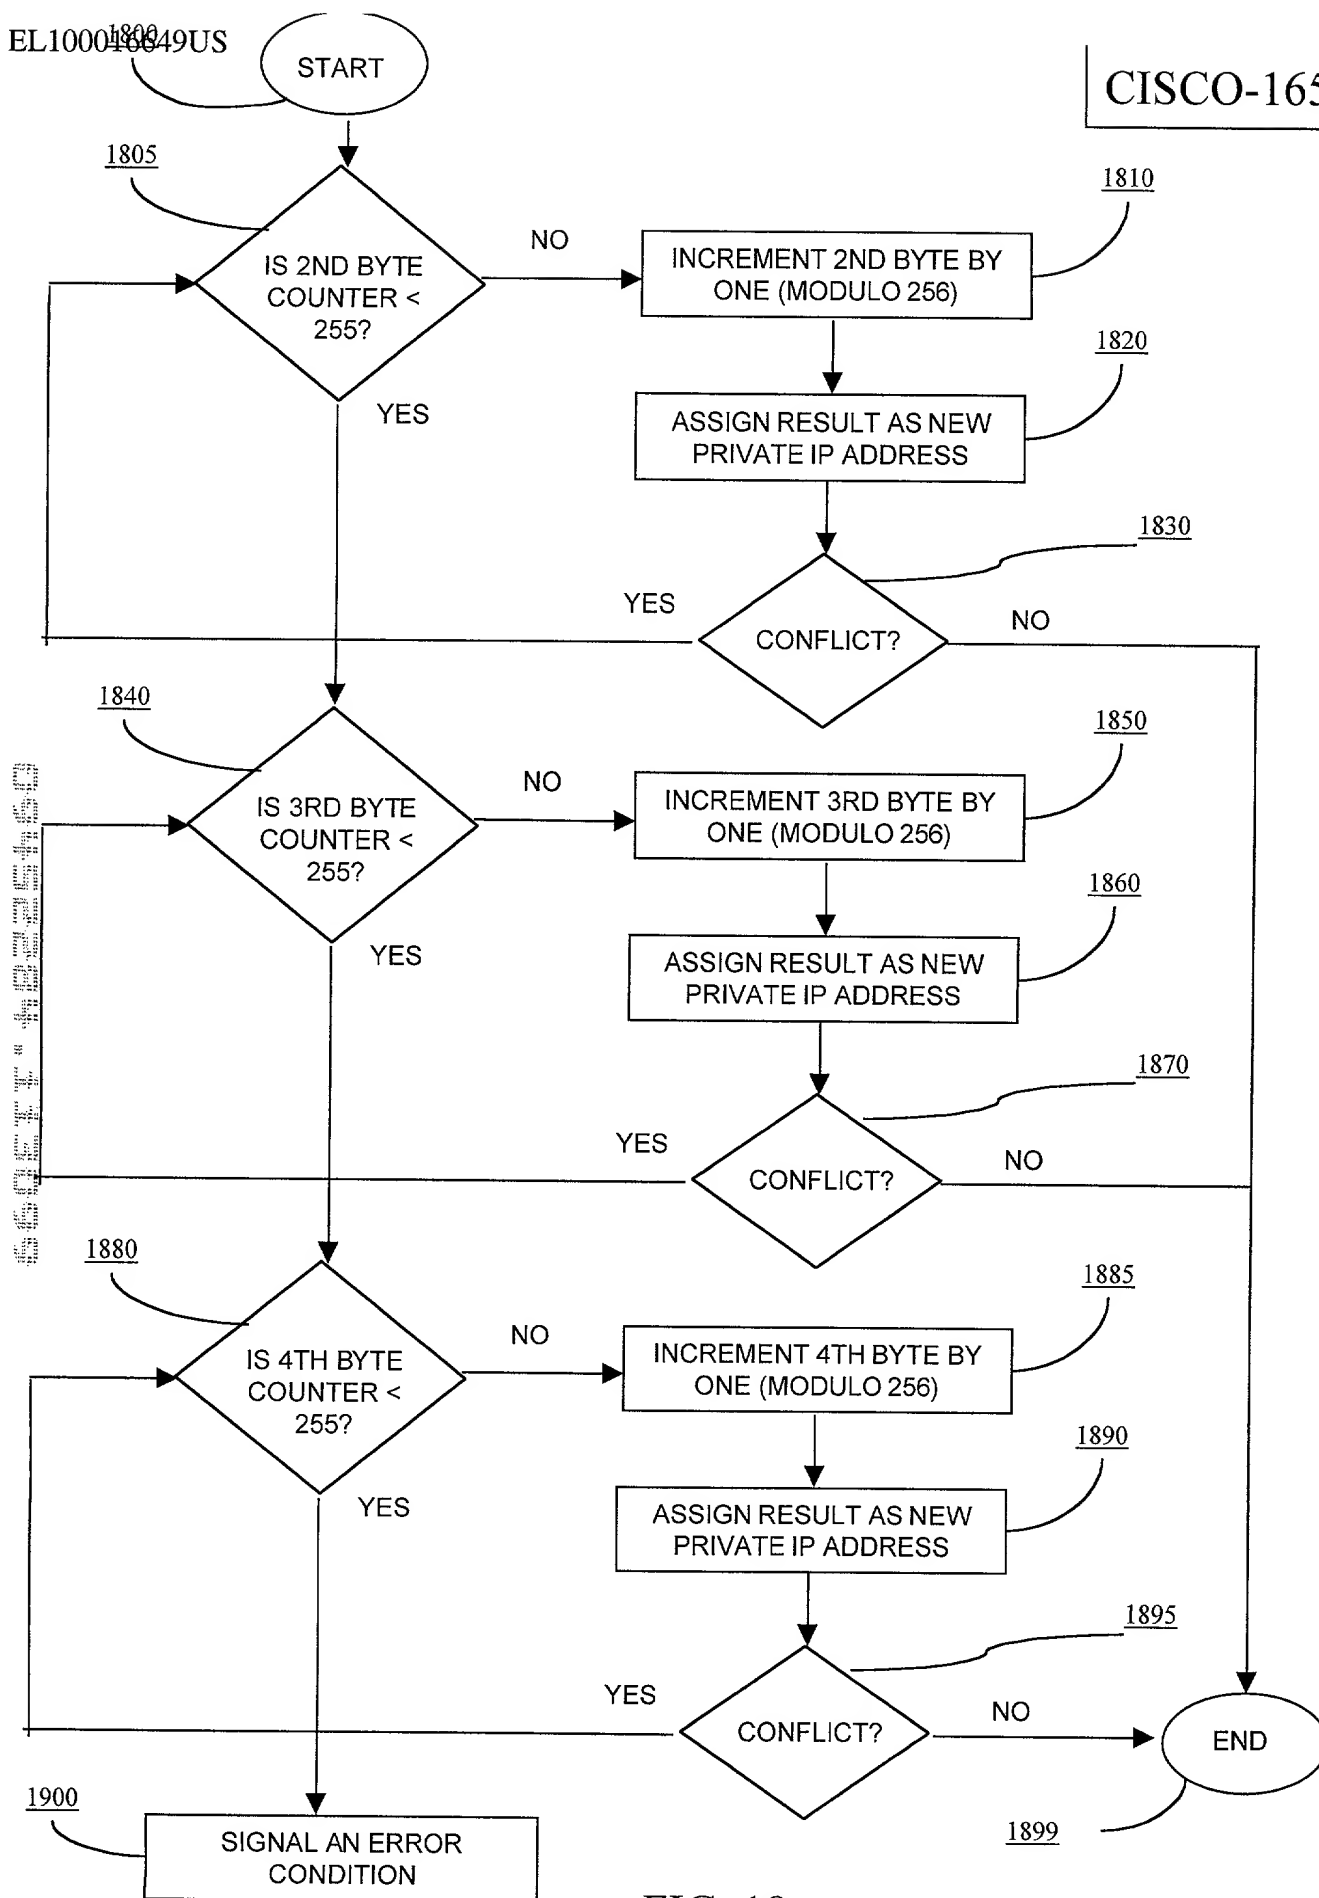 EL100016649US
1800
START
CISCO-165
1805
1810
IS 2ND BYTE
COUNTER <
255?
NO
INCREMENT 2ND BYTE BY
ONE (MODULO 256)
1820
YES
ASSIGN RESULT AS NEW
PRIVATE IP ADDRESS
1830
YES
CONFLICT?
NO
1840
1850
IS 3RD BYTE
COUNTER <
255?
NO
INCREMENT 3RD BYTE BY
ONE (MODULO 256)
1860
YES
ASSIGN RESULT AS NEW
PRIVATE IP ADDRESS
1870
YES
CONFLICT?
NO
1880
1885
IS 4TH BYTE
COUNTER <
255?
NO
INCREMENT 4TH BYTE BY
ONE (MODULO 256)
1890
YES
ASSIGN RESULT AS NEW
PRIVATE IP ADDRESS
1895
YES
CONFLICT?
NO
END
1899
1900
SIGNAL AN ERROR
CONDITION